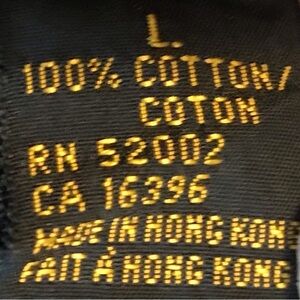 L.
100% COTTON/
COTON
RN 52002
CA 16396
MADE IN HONG KON
FAIT À HONG KONG